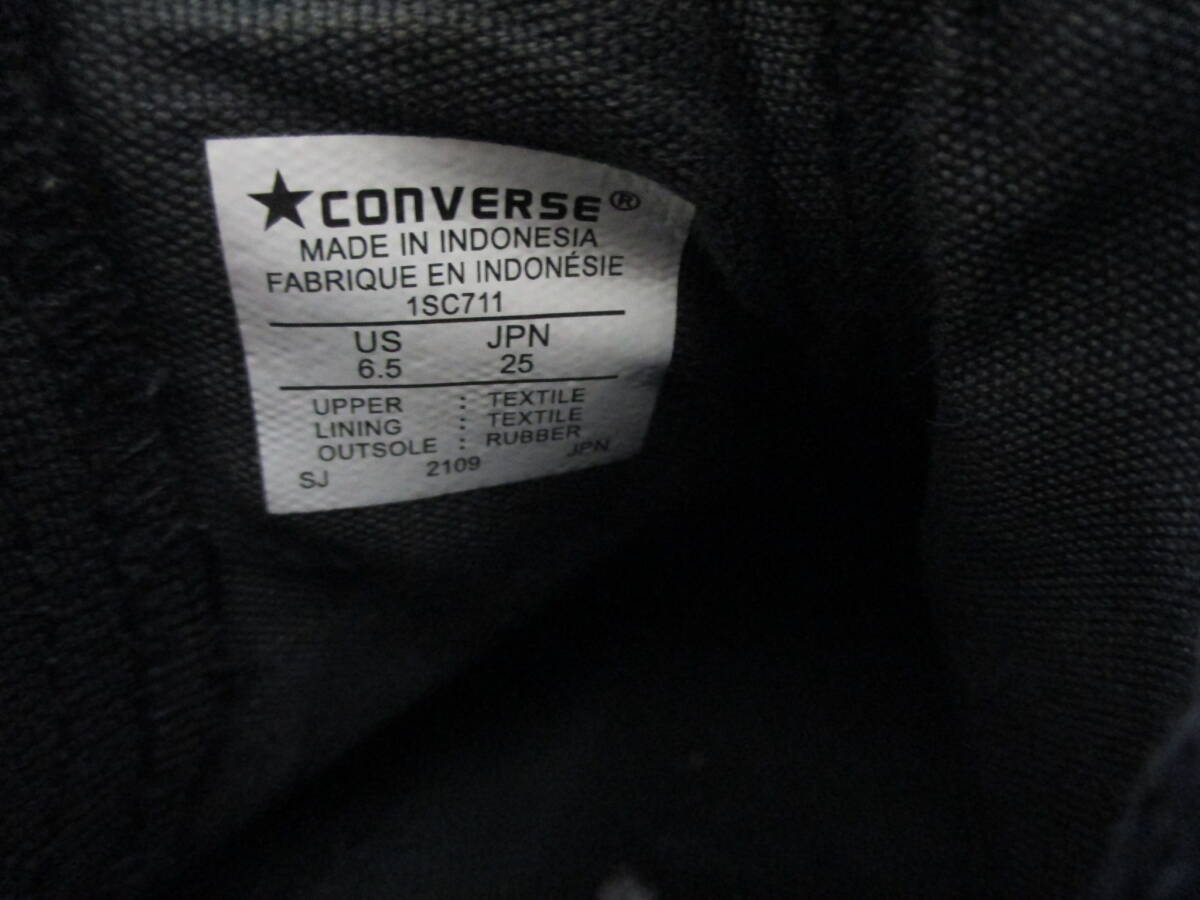 ★CONVERSE®
MADE IN INDONESIA
FABRIQUE EN INDONÉSIE
1SC711
US JPN
6.5 25
UPPER : TEXTILE
LINING : TEXTILE
OUTSOLE : RUBBER
SJ 2109 JPN